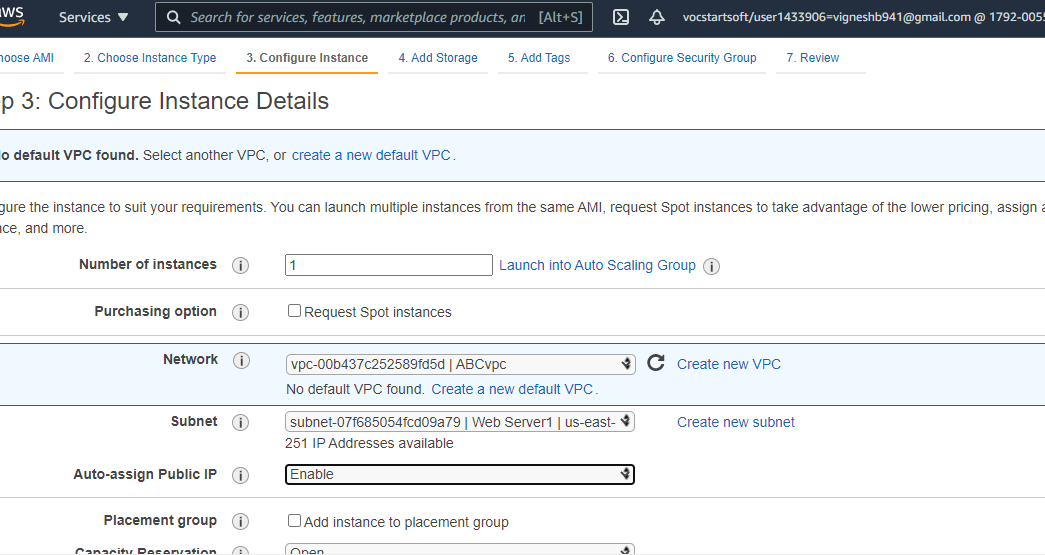 aws Services Search for services, features, marketplace products, an [Alt+S] vocstartsoft/user1433906=vigneshb941@gmail.com @ 1792-0055
hoose AMI 2. Choose Instance Type 3. Configure Instance 4. Add Storage 5. Add Tags 6. Configure Security Group 7. Review
p 3: Configure Instance Details
o default VPC found. Select another VPC, or create a new default VPC.
gure the instance to suit your requirements. You can launch multiple instances from the same AMI, request Spot instances to take advantage of the lower pricing, assign a
nce, and more.
Number of instances i 1 Launch into Auto Scaling Group i
Purchasing option i Request Spot instances
Network i vpc-00b437c252589fd5d | ABCvpc Create new VPC
No default VPC found. Create a new default VPC.
Subnet i subnet-07f685054fcd09a79 | Web Server1 | us-east- Create new subnet
251 IP Addresses available
Auto-assign Public IP i Enable
Placement group i Add instance to placement group
Capacity Reservation i Open